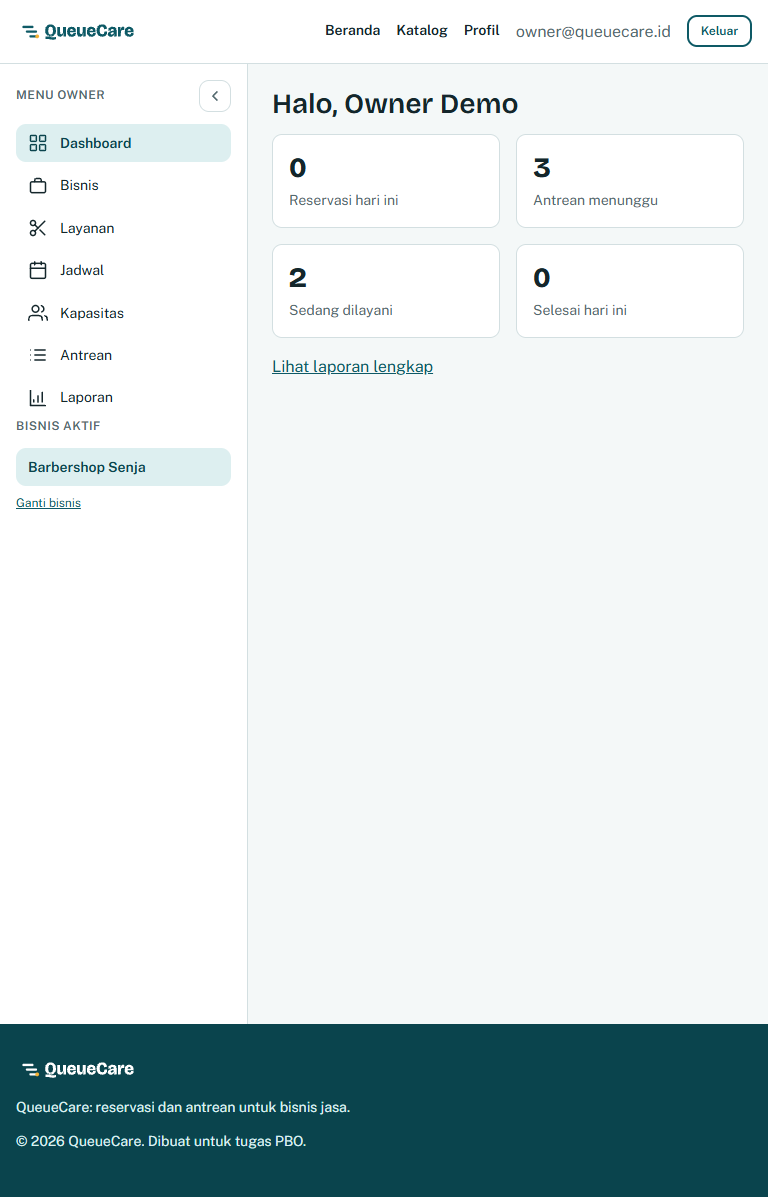 QueueCare
Beranda Katalog Profil owner@queuecare.id Keluar
MENU OWNER
Dashboard
Bisnis
Layanan
Jadwal
Kapasitas
Antrean
Laporan
BISNIS AKTIF
Barbershop Senja
Ganti bisnis
Halo, Owner Demo
0
Reservasi hari ini
3
Antrean menunggu
2
Sedang dilayani
0
Selesai hari ini
Lihat laporan lengkap
QueueCare
QueueCare: reservasi dan antrean untuk bisnis jasa.
© 2026 QueueCare. Dibuat untuk tugas PBO.